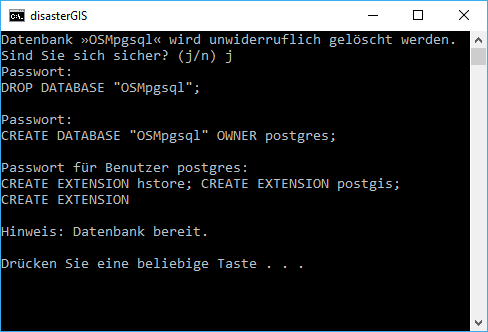 disasterGIS
Datenbank »OSMpgsql« wird unwiderruflich gelöscht werden.
Sind Sie sich sicher? (j/n) j
Passwort:
DROP DATABASE "OSMpgsql";
Passwort:
CREATE DATABASE "OSMpgsql" OWNER postgres;
Passwort für Benutzer postgres:
CREATE EXTENSION hstore; CREATE EXTENSION postgis;
CREATE EXTENSION
Hinweis: Datenbank bereit.
Drücken Sie eine beliebige Taste . . .